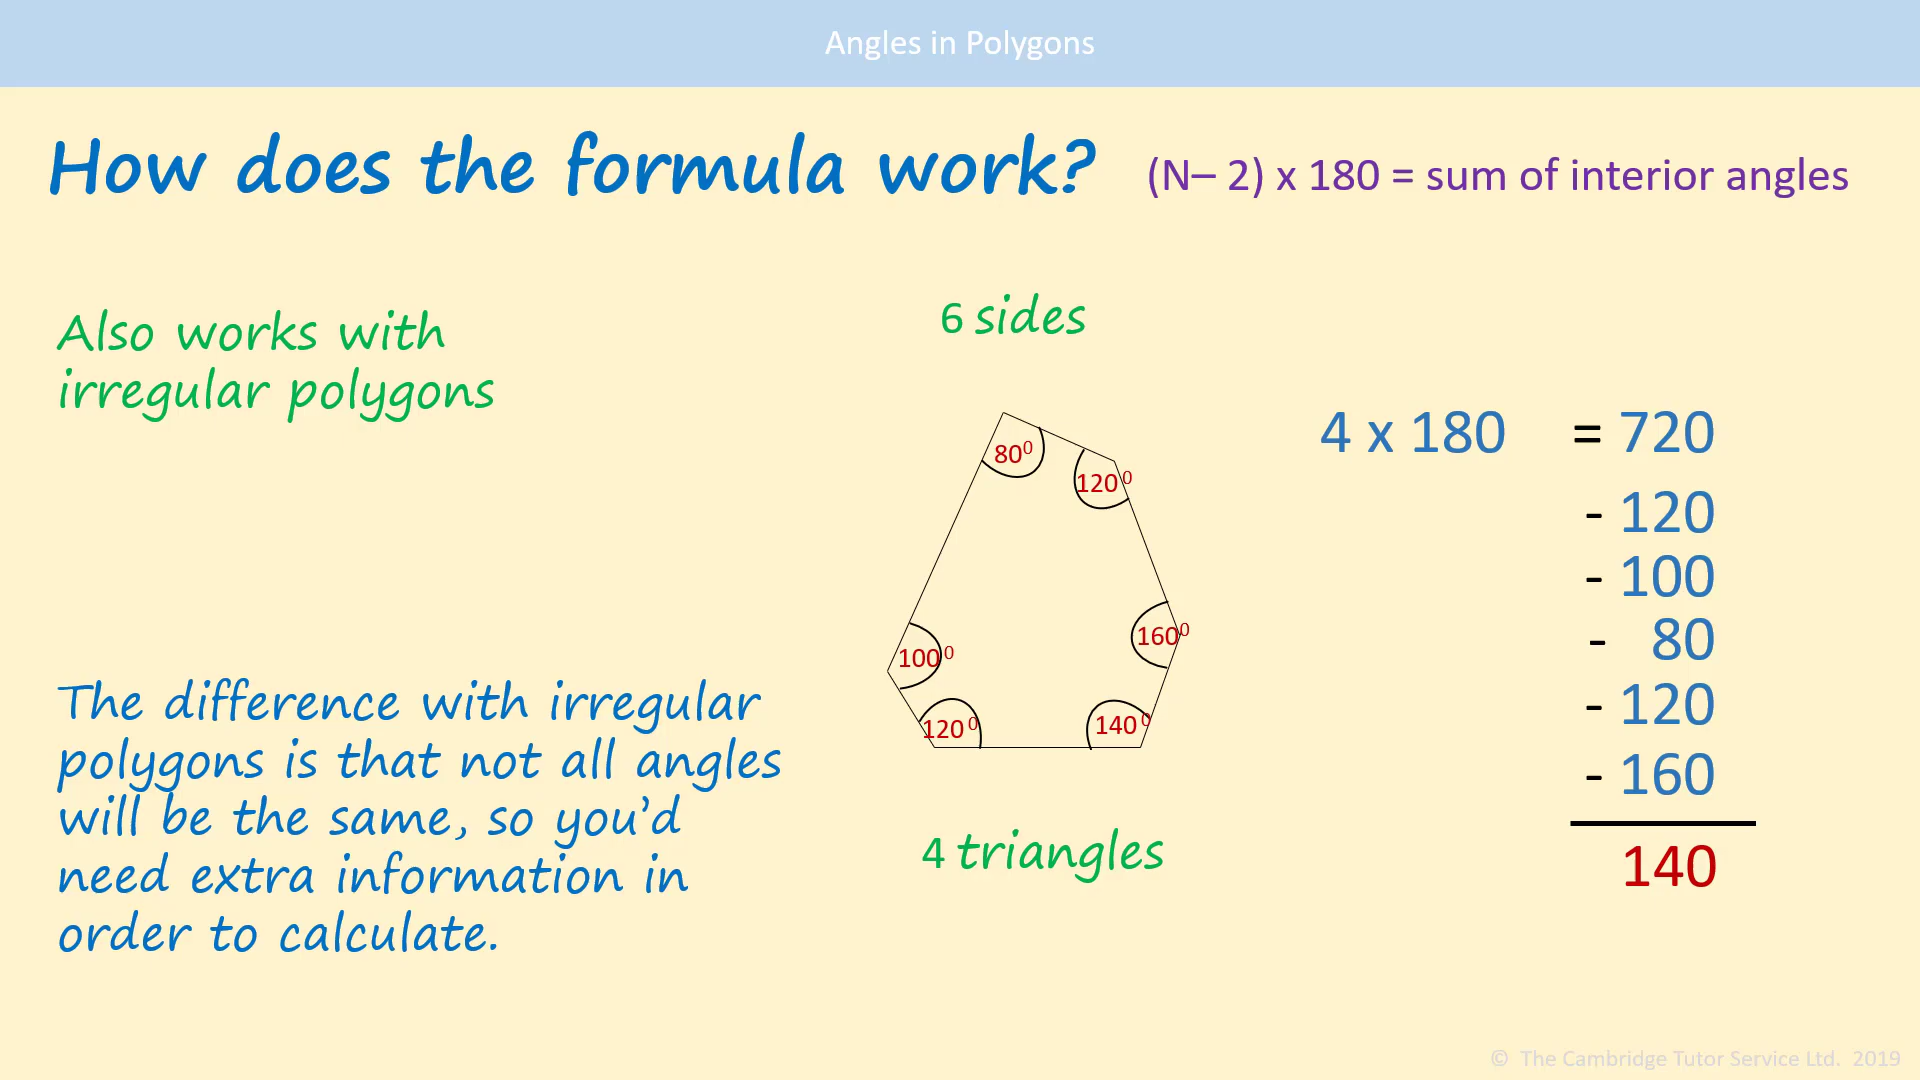 Angles in Polygons
How does the formula work?
(N– 2) x 180 = sum of interior angles
Also works with
irregular polygons
6 sides
80⁰
120⁰
160⁰
100⁰
120⁰
140⁰
4 triangles
4 x 180 = 720
- 120
- 100
- 80
- 120
- 160
140
The difference with irregular
polygons is that not all angles
will be the same, so you’d
need extra information in
order to calculate.
© The Cambridge Tutor Service Ltd. 2019